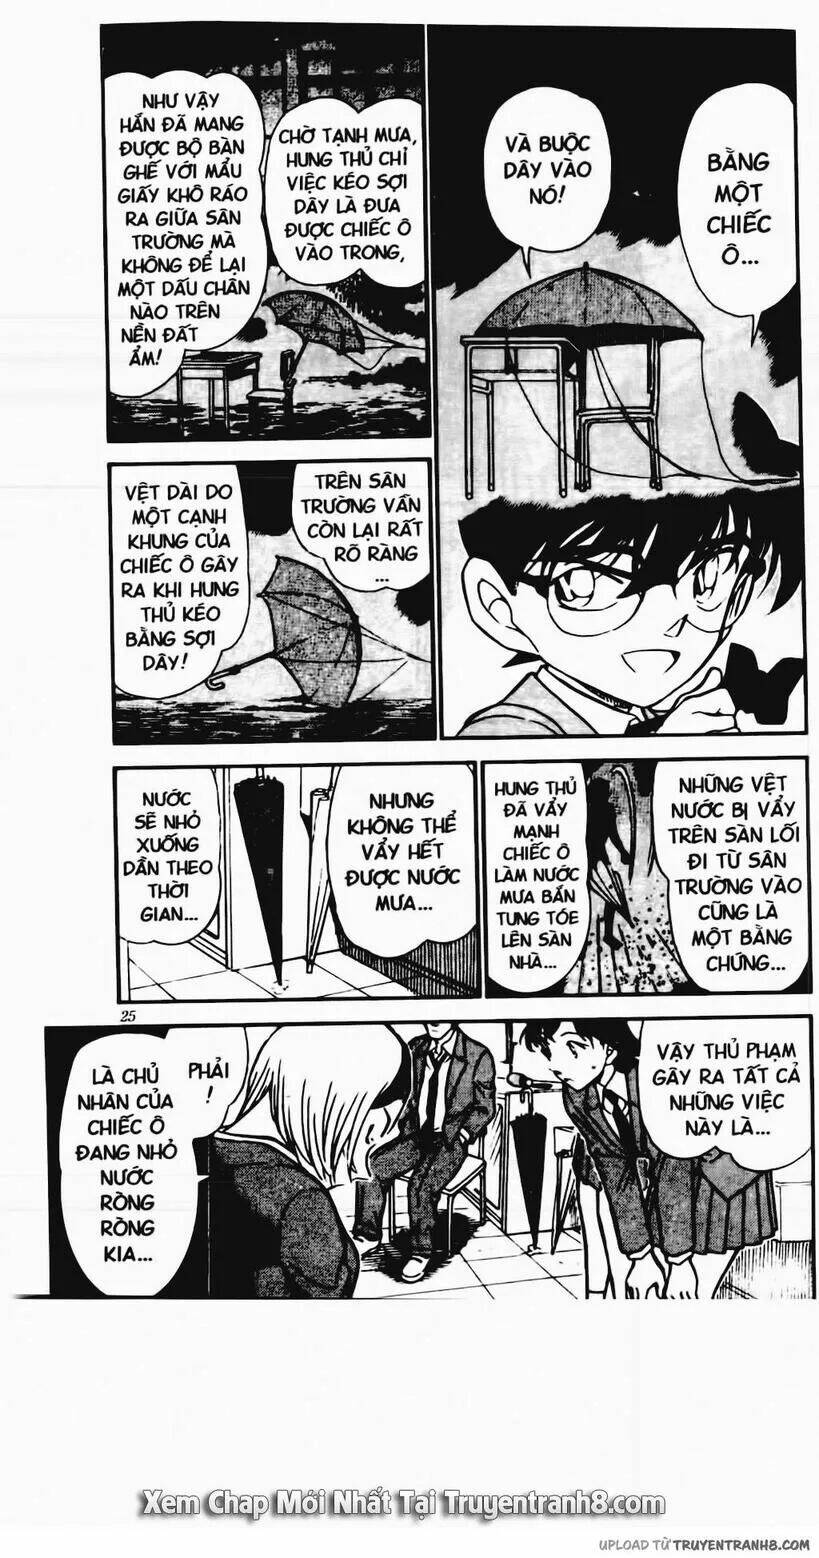 BẰNG
MỘT
CHIẾC
Ô...
VÀ BUỘC
DÂY VÀO
NÓ!
CHỜ TẠNH MƯA,
HUNG THỦ CHỈ
VIỆC KÉO SỢI
DÂY LÀ ĐƯA
ĐƯỢC CHIẾC Ô
VÀO TRONG,
NHƯ VẬY
HẮN ĐÃ MANG
ĐƯỢC BỘ BÀN
GHẾ VỚI MẨU
GIẤY KHÔ RÁO
RA GIỮA SÂN
TRƯỜNG MÀ
KHÔNG ĐỂ LẠI
MỘT DẤU CHÂN
NÀO TRÊN
NỀN ĐẤT
ẨM!
TRÊN SÂN
TRƯỜNG VẪN
CÒN LẠI RẤT
RÕ RÀNG
...
VỆT DÀI DO
MỘT CẠNH
KHUNG CỦA
CHIẾC Ô GÂY
RA KHI HUNG
THỦ KÉO
BẰNG SỢI
DÂY!
NHỮNG VỆT
NƯỚC BỊ VẨY
TRÊN SÀN LỐI
ĐI TỪ SÂN
TRƯỜNG VÀO
CŨNG LÀ
MỘT BẰNG
CHỨNG...
HUNG THỦ
ĐÃ VẨY
MẠNH
CHIẾC Ô
LÀM NƯỚC
MƯA BẮN
TUNG TÓE
LÊN SÀN
NHÀ...
NHƯNG
KHÔNG THỂ
VẨY HẾT
ĐƯỢC NƯỚC
MƯA...
NƯỚC
SẼ NHỎ
XUỐNG
DẦN THEO
THỜI
GIAN...
25
VẬY THỦ PHẠM
GÂY RA TẤT CẢ
NHỮNG VIỆC
NÀY LÀ...
PHẢI
!
LÀ CHỦ
NHÂN CỦA
CHIẾC Ô
ĐANG NHỎ
NƯỚC
RÒNG
RÒNG
KIA...
Xem Chap Mới Nhất Tại Truyentranh8.com
UPLOAD TỪ TRUYENTRANH8.COM